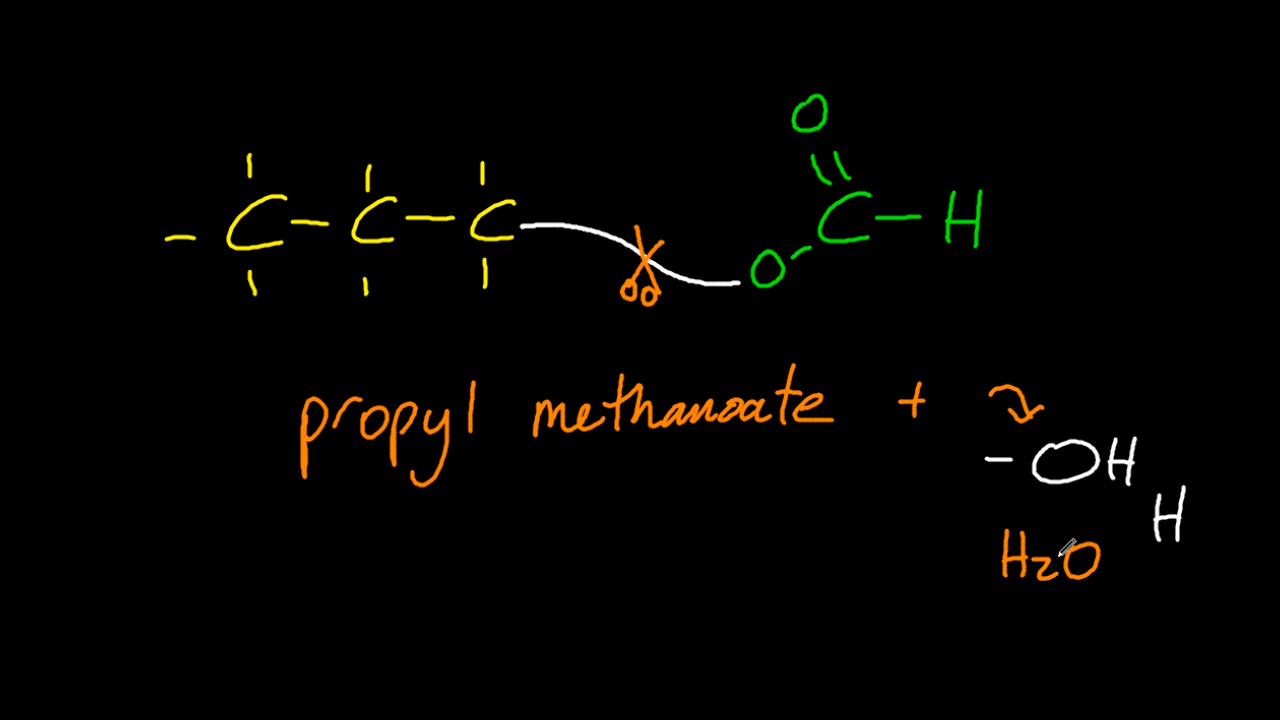 O
C - C - C O - C - H
propyl methanoate +
- OH
H
H2O